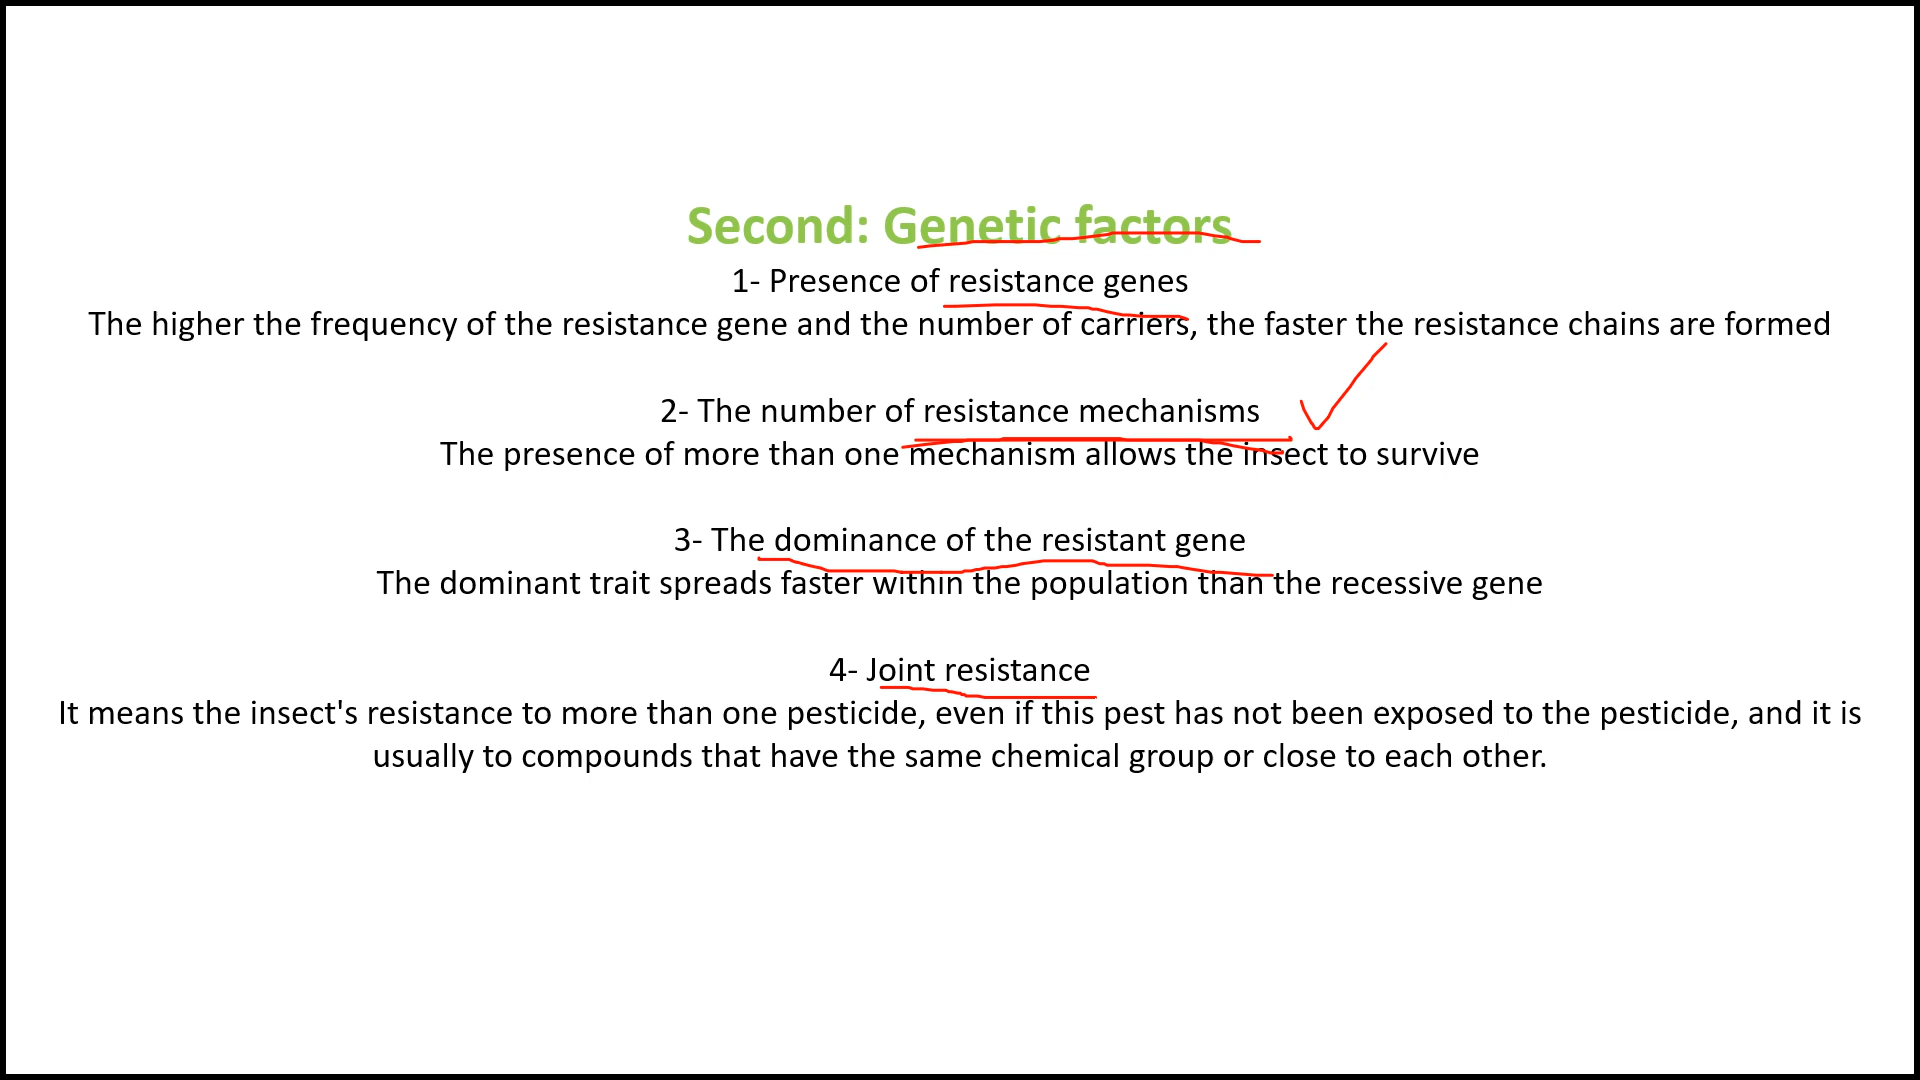 Second: Genetic factors
1- Presence of resistance genes
The higher the frequency of the resistance gene and the number of carriers, the faster the resistance chains are formed
2- The number of resistance mechanisms
The presence of more than one mechanism allows the insect to survive
3- The dominance of the resistant gene
The dominant trait spreads faster within the population than the recessive gene
4- Joint resistance
It means the insect's resistance to more than one pesticide, even if this pest has not been exposed to the pesticide, and it is
usually to compounds that have the same chemical group or close to each other.